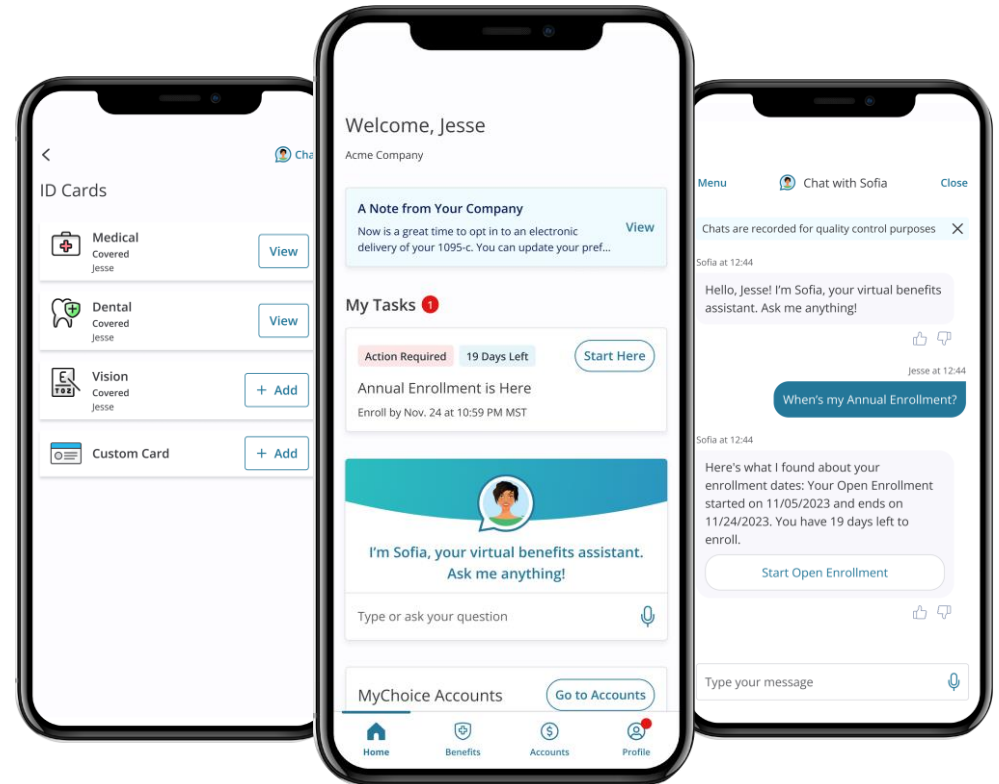 Cha
ID Cards
Medical
Covered
Jesse
View
Dental
Covered
Jesse
View
Vision
Covered
Jesse
+ Add
Custom Card
+ Add
Welcome, Jesse
Acme Company
A Note from Your Company
Now is a great time to opt in to an electronic
delivery of your 1095-c. You can update your pref...
View
My Tasks 1
Action Required
19 Days Left
Start Here
Annual Enrollment is Here
Enroll by Nov. 24 at 10:59 PM MST
I'm Sofia, your virtual benefits assistant.
Ask me anything!
Type or ask your question
MyChoice Accounts
Go to Accounts
Home
Benefits
Accounts
Profile
Menu
Chat with Sofia
Close
Chats are recorded for quality control purposes
Sofia at 12:44
Hello, Jesse! I'm Sofia, your virtual benefits
assistant. Ask me anything!
Jesse at 12:44
When's my Annual Enrollment?
Sofia at 12:44
Here's what I found about your
enrollment dates: Your Open Enrollment
started on 11/05/2023 and ends on
11/24/2023. You have 19 days left to
enroll.
Start Open Enrollment
Type your message